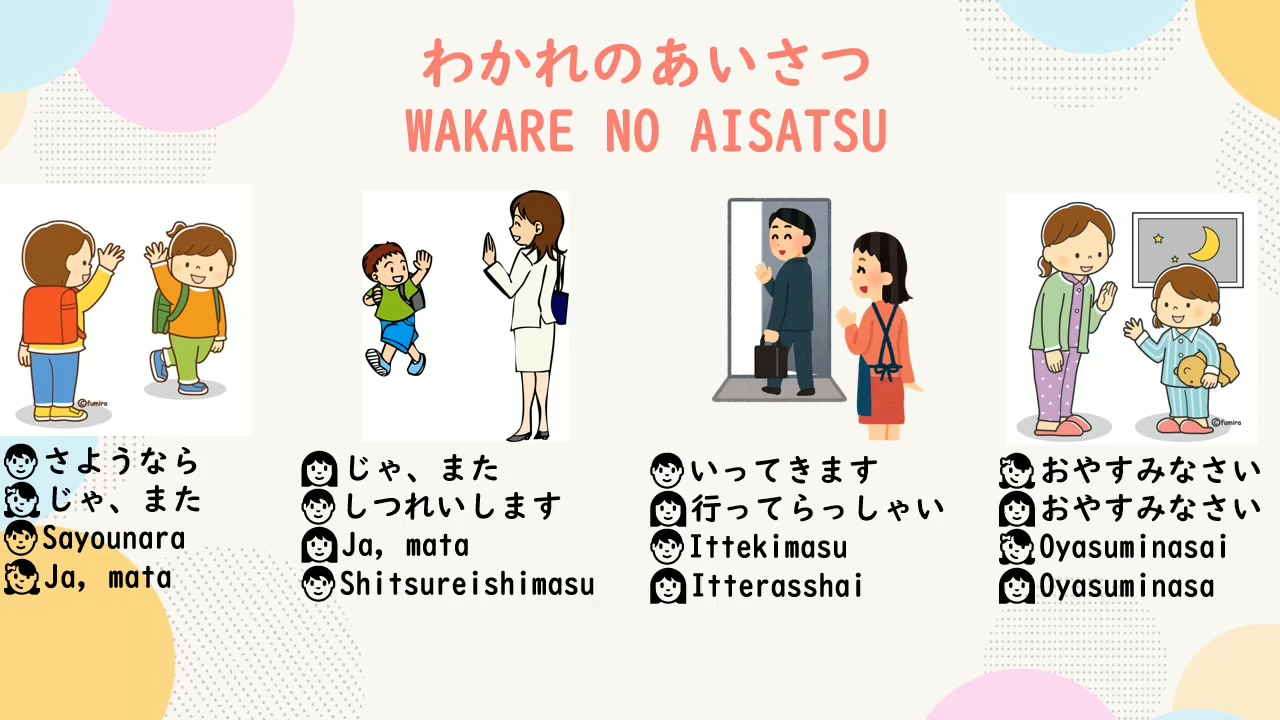 わかれのあいさつ
WAKARE NO AISATSU
©fumira
©fumira
さようなら
じゃ、また
Sayounara
Ja, mata
じゃ、また
しつれいします
Ja, mata
Shitsureishimasu
いってきます
行ってらっしゃい
Ittekimasu
Itterasshai
おやすみなさい
おやすみなさい
Oyasuminasai
Oyasuminasa